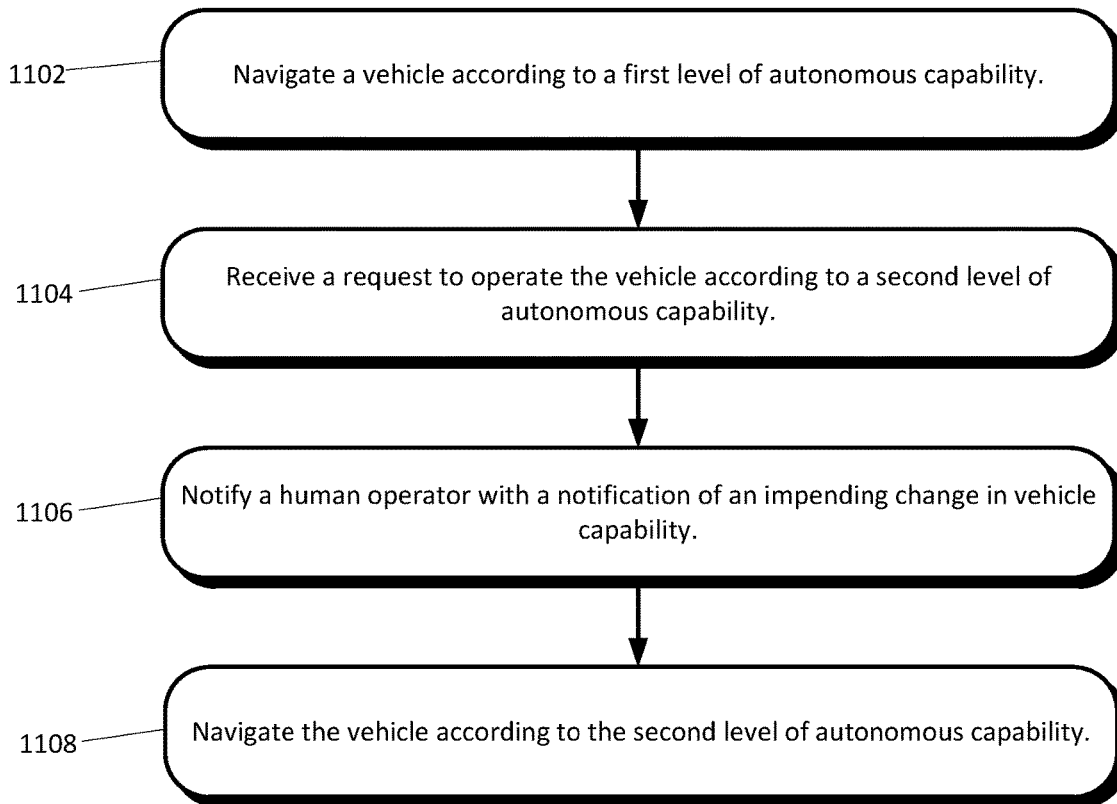 1102
Navigate a vehicle according to a first level of autonomous capability.
1104
Receive a request to operate the vehicle according to a second level of
autonomous capability.
1106
Notify a human operator with a notification of an impending change in vehicle
capability.
1108
Navigate the vehicle according to the second level of autonomous capability.